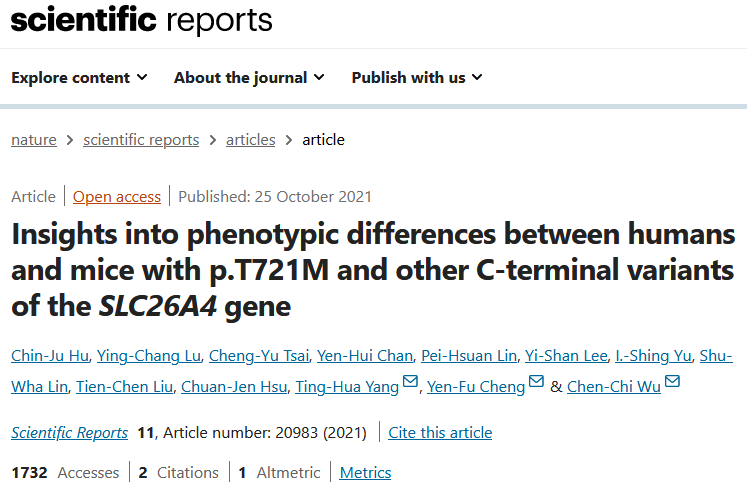 scientific reports
Explore content About the journal Publish with us
nature > scientific reports > articles > article
Article | Open access | Published: 25 October 2021
Insights into phenotypic differences between humans
and mice with p.T721M and other C-terminal variants
of the SLC26A4 gene
Chin-Ju Hu, Ying-Chang Lu, Cheng-Yu Tsai, Yen-Hui Chan, Pei-Hsuan Lin, Yi-Shan Lee, I.-Shing Yu, Shu-
Wha Lin, Tien-Chen Liu, Chuan-Jen Hsu, Ting-Hua Yang, Yen-Fu Cheng & Chen-Chi Wu
Scientific Reports 11, Article number: 20983 (2021) | Cite this article
1732 Accesses | 2 Citations | 1 Altmetric | Metrics